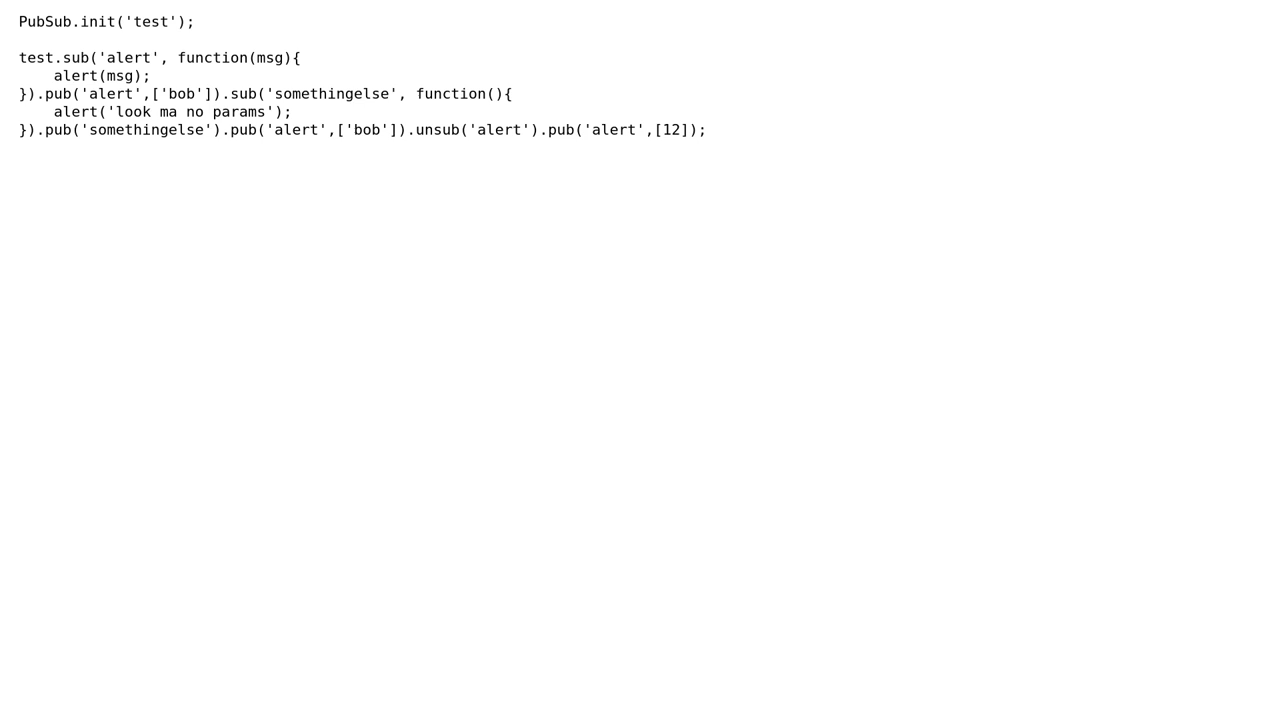 PubSub.init('test');

test.sub('alert', function(msg){
    alert(msg);
}).pub('alert',['bob']).sub('somethingelse', function(){
    alert('look ma no params');
}).pub('somethingelse').pub('alert',['bob']).unsub('alert').pub('alert',[12]);